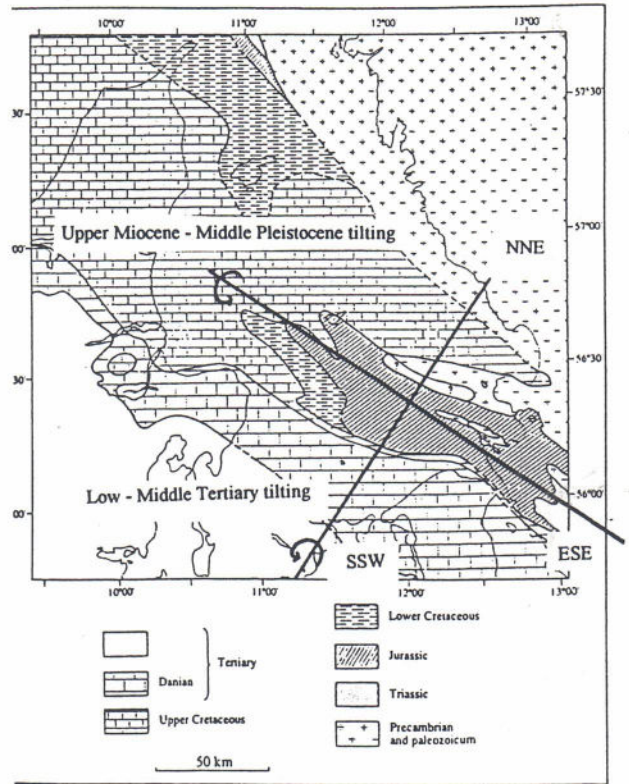 10°00' 11°00' 12°00' 13°00'
57°30'
30'
Upper Miocene - Middle Pleistocene tilting
57°00'
NNE
00'
56°30'
30'
Low - Middle Tertiary tilting
56°00'
00'
SSW
ESE
10°00' 11°00' 12°00' 13°00'
Tertiary
Danian
Upper Cretaceous
Lower Cretaceous
Jurassic
Triassic
Precambrian
and paleozoicum
50 km